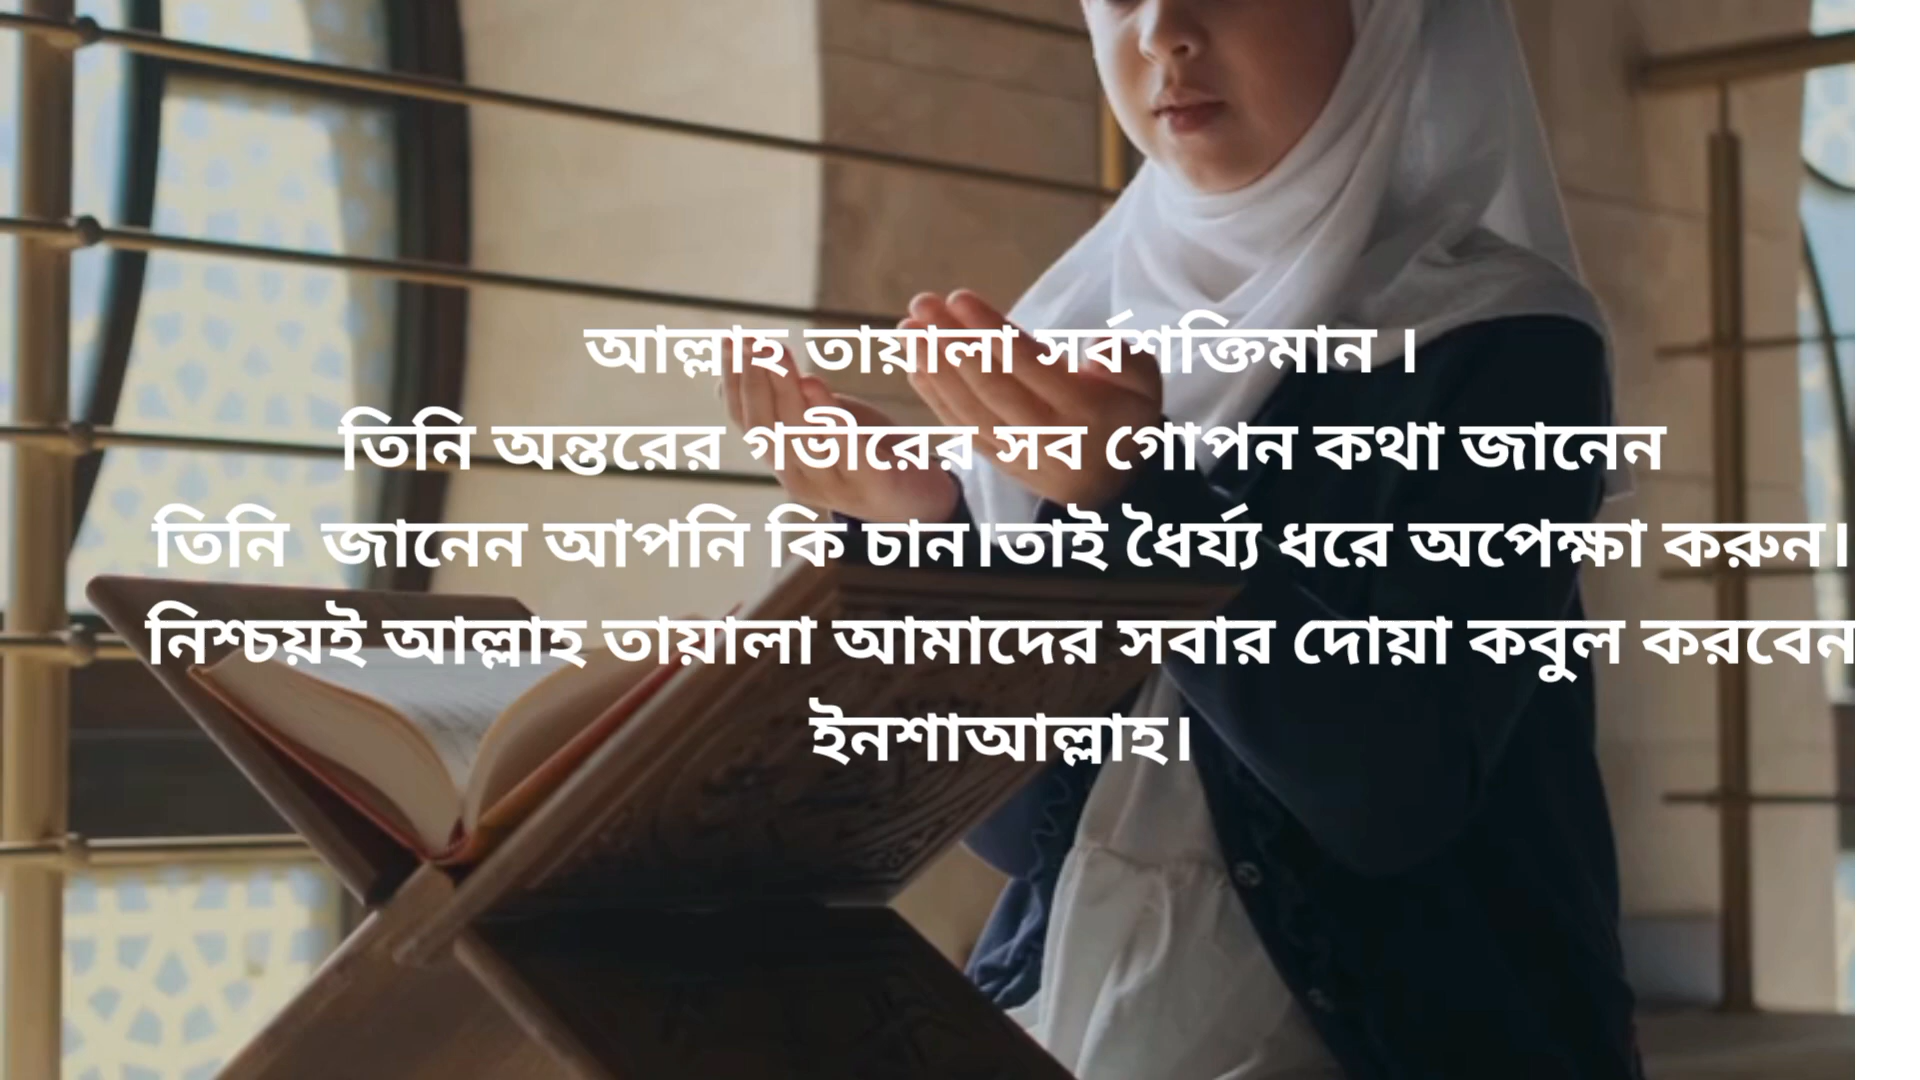 আল্লাহ তায়ালা সর্বশক্তিমান ।
তিনি অন্তরের গভীরের সব গোপন কথা জানেন
তিনি  জানেন আপনি কি চান।তাই ধৈর্য্য ধরে অপেক্ষা করুন।
নিশ্চয়ই আল্লাহ তায়ালা আমাদের সবার দোয়া কবুল করবেন
ইনশাআল্লাহ।